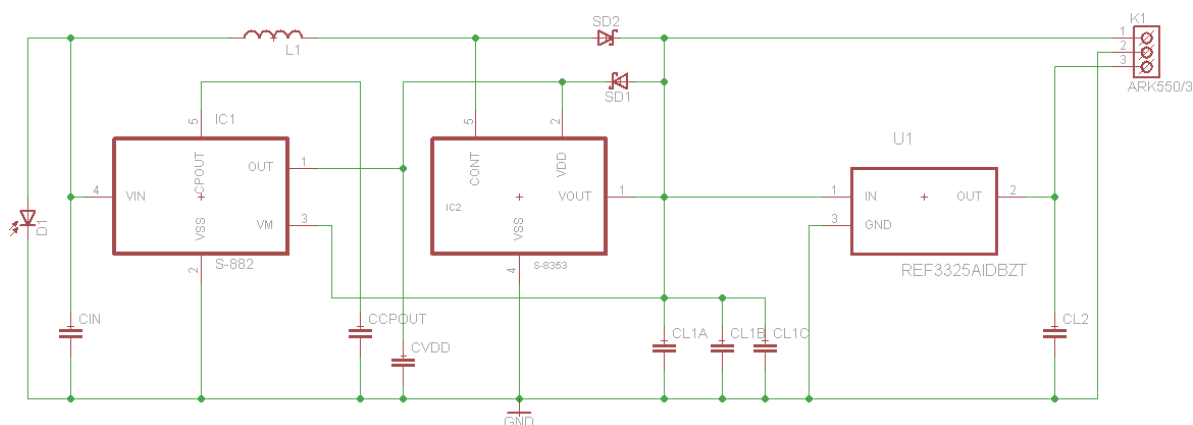 SD2
K1
1
2
3
L1
SD1
ARK550/3
5
IC1
5
2
U1
CPOUT
OUT
1
CONT
VDD
4
VIN
IC2
VOUT
1
1
IN
OUT
2
VSS
VM
3
VSS
3
GND
D1
2
S-882
4
S-8353
REF3325AIDBZT
CIN
CCPOUT
CVDD
CL1A
CL1B
CL1C
CL2
GND